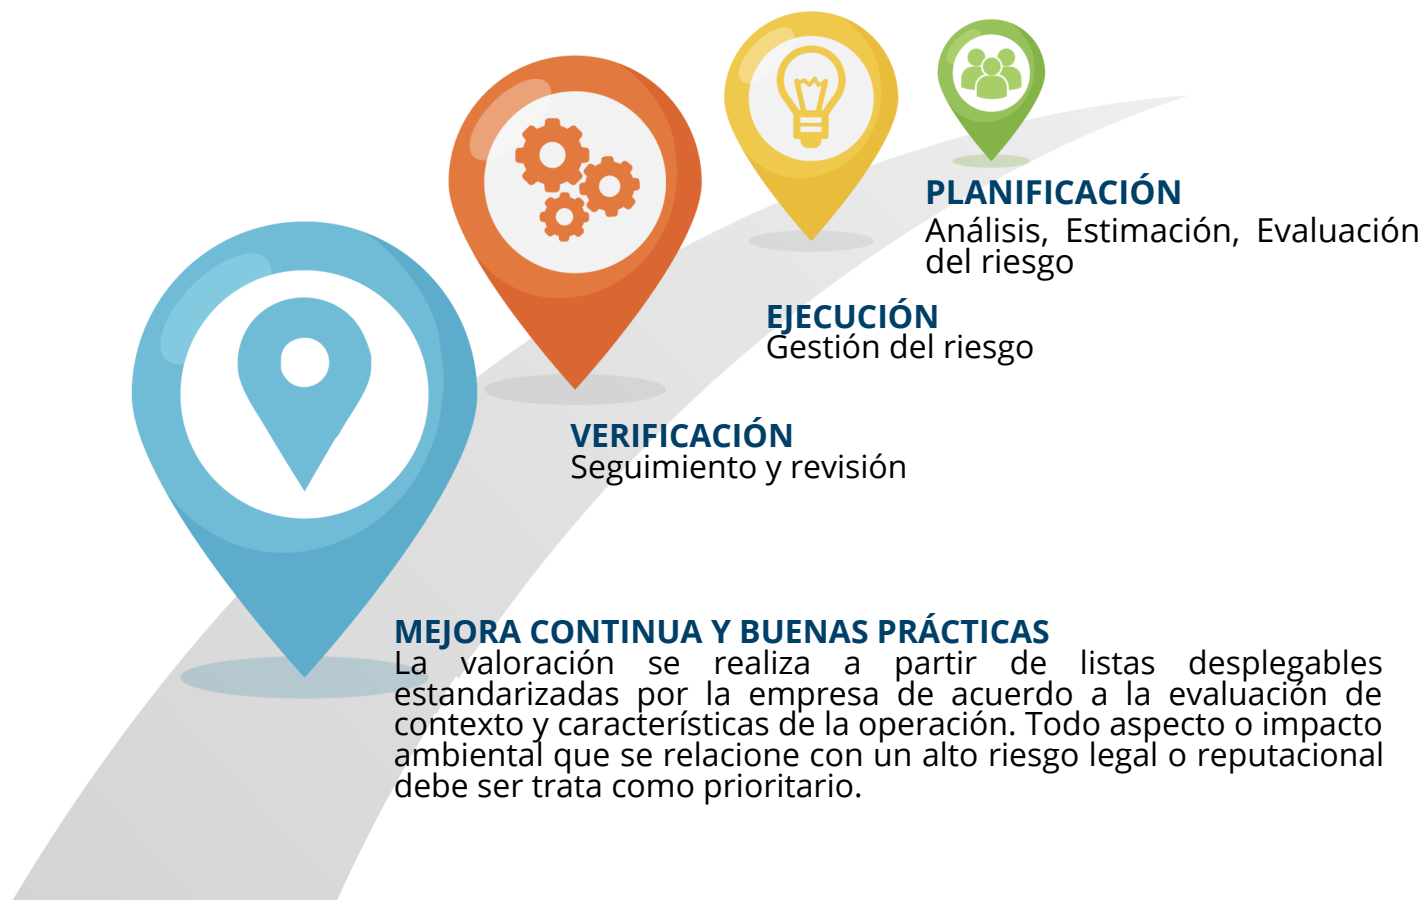 PLANIFICACIÓN
Análisis, Estimación, Evaluación
del riesgo
EJECUCIÓN
Gestión del riesgo
VERIFICACIÓN
Seguimiento y revisión
MEJORA CONTINUA Y BUENAS PRÁCTICAS
La valoración se realiza a partir de listas desplegables
estandarizadas por la empresa de acuerdo a la evaluación de
contexto y características de la operación. Todo aspecto o impacto
ambiental que se relacione con un alto riesgo legal o reputacional
debe ser trata como prioritario.